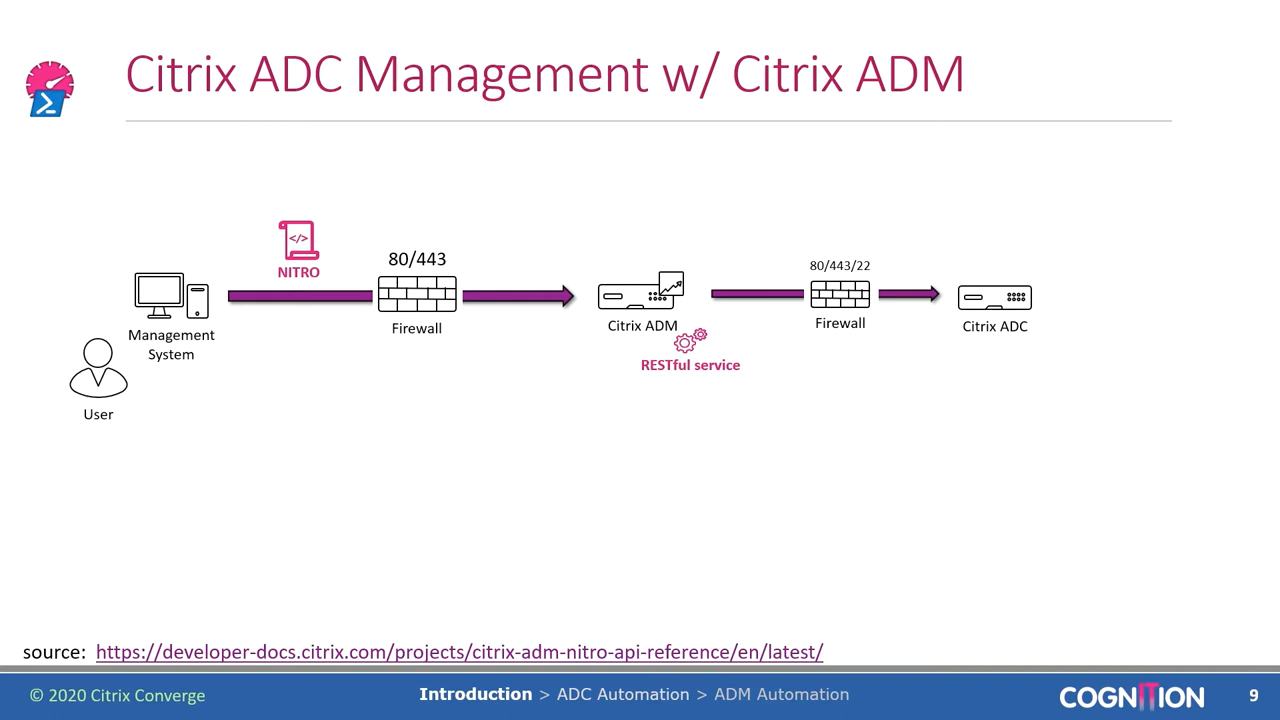 Citrix ADC Management w/ Citrix ADM
</>
NITRO
80/443
80/443/22
Management
System
Firewall
Citrix ADM
Firewall
Citrix ADC
RESTful service
User
source: https://developer-docs.citrix.com/projects/citrix-adm-nitro-api-reference/en/latest/
© 2020 Citrix Converge
Introduction > ADC Automation > ADM Automation
COGNITION
9